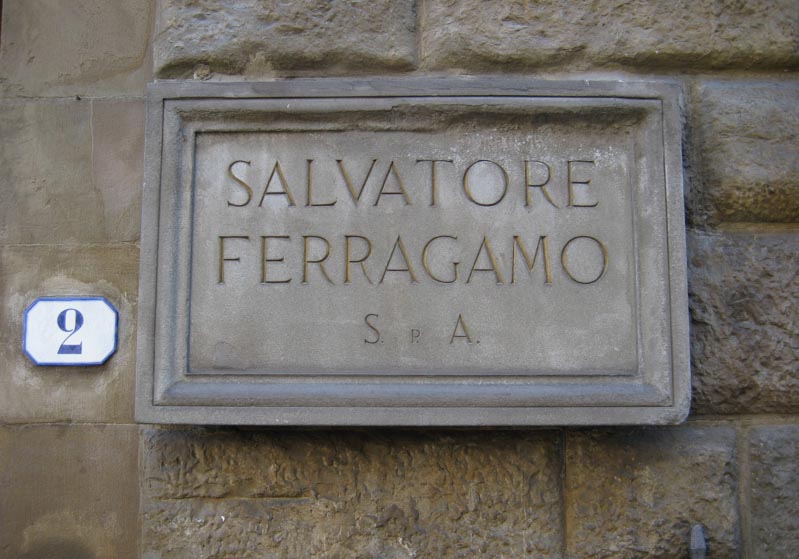 SALVATORE
FERRAGAMO
S. P. A.
2